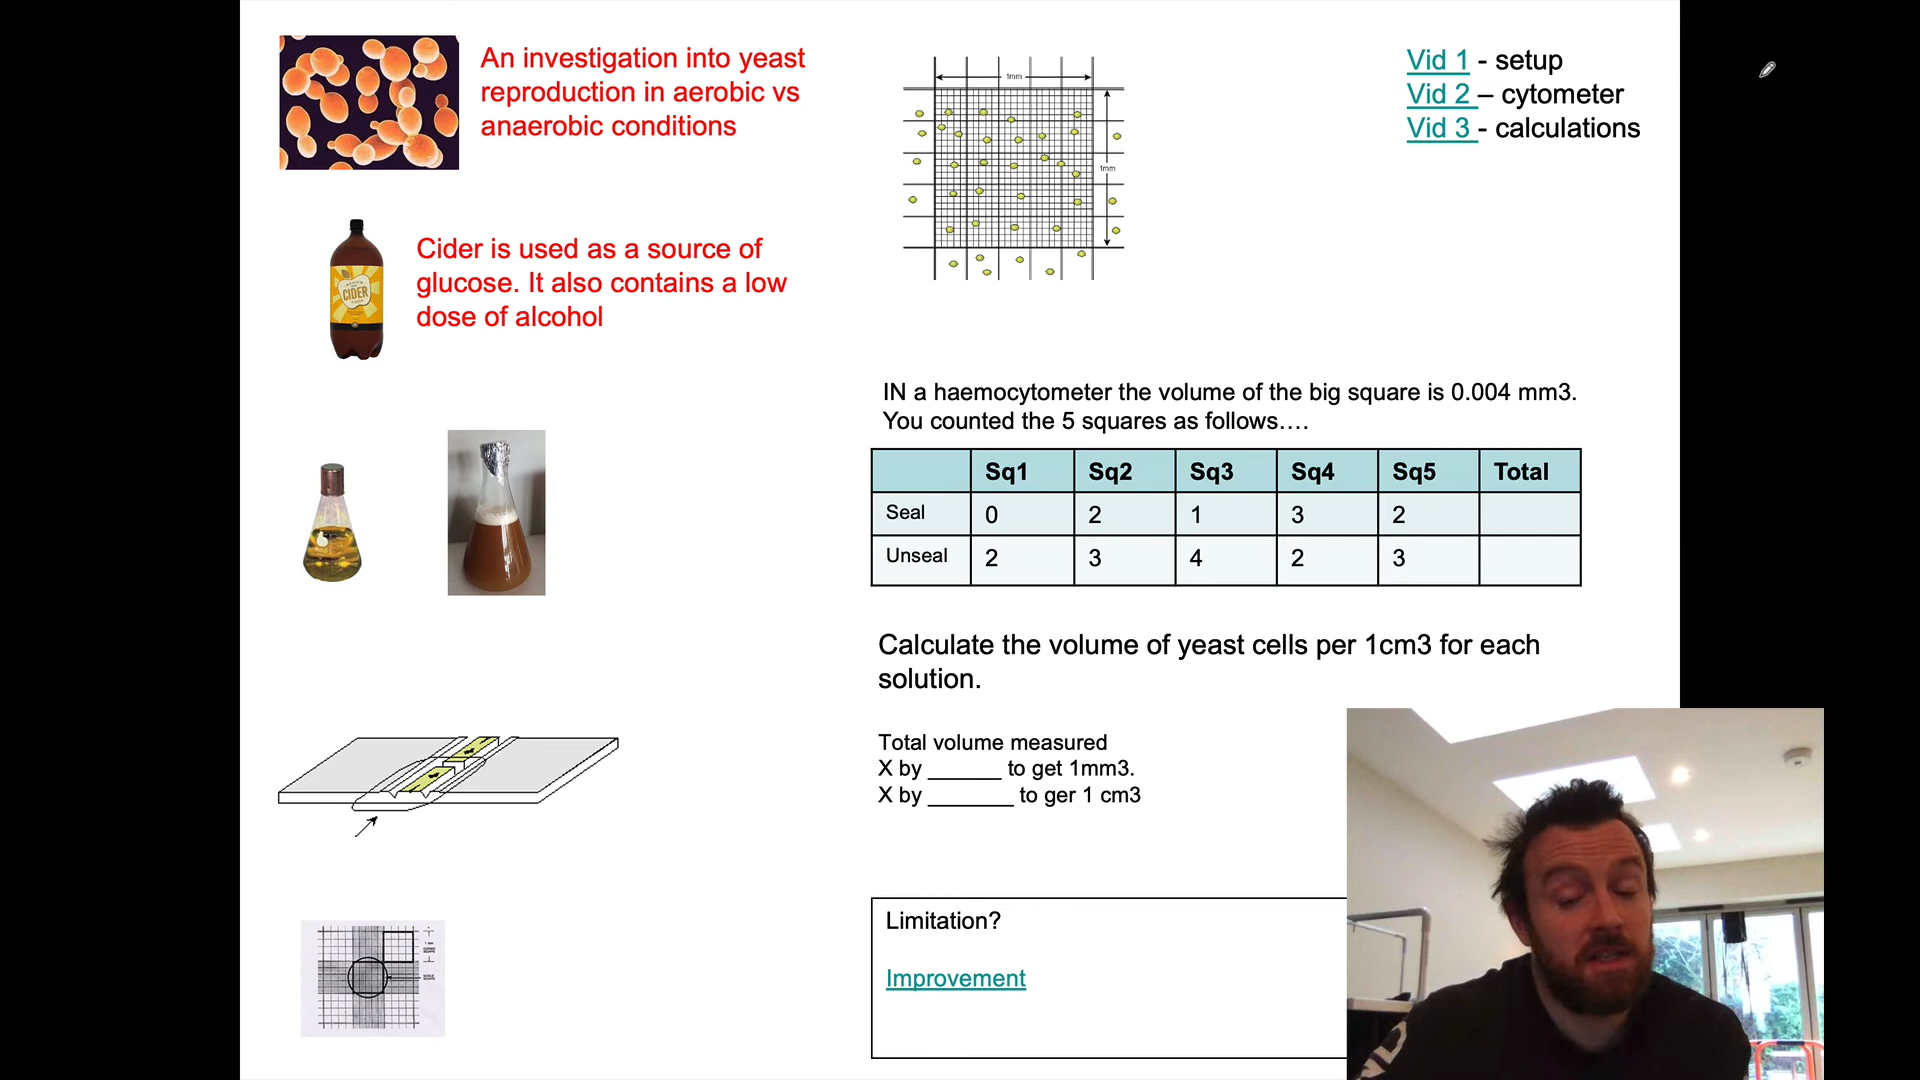 An investigation into yeast
reproduction in aerobic vs
anaerobic conditions
Cider is used as a source of
glucose. It also contains a low
dose of alcohol
CIDER
1mm
1mm
Vid 1 - setup
Vid 2 – cytometer
Vid 3 - calculations
IN a haemocytometer the volume of the big square is 0.004 mm3.
You counted the 5 squares as follows….
Sq1 Sq2 Sq3 Sq4 Sq5 Total
Seal 0 2 1 3 2
Unseal 2 3 4 2 3
Calculate the volume of yeast cells per 1cm3 for each
solution.
Total volume measured
X by ______ to get 1mm3.
X by _______ to ger 1 cm3
Limitation?
Improvement